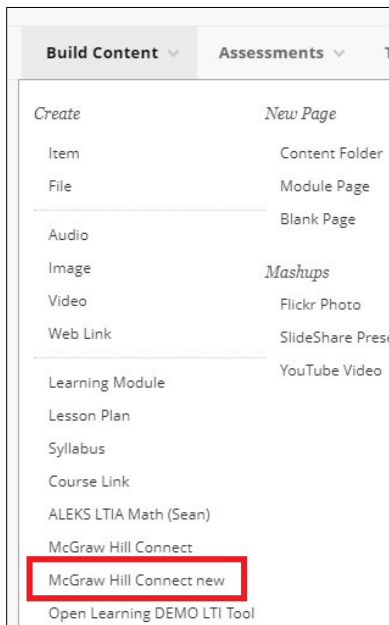 Build Content
Assessments
Create
Item
File
Audio
Image
Video
Web Link
Learning Module
Lesson Plan
Syllabus
Course Link
ALEKS LTIA Math (Sean)
McGraw Hill Connect
McGraw Hill Connect new
Open Learning DEMO LTI Tool
New Page
Content Folder
Module Page
Blank Page
Mashups
Flickr Photo
SlideShare
YouTube Video